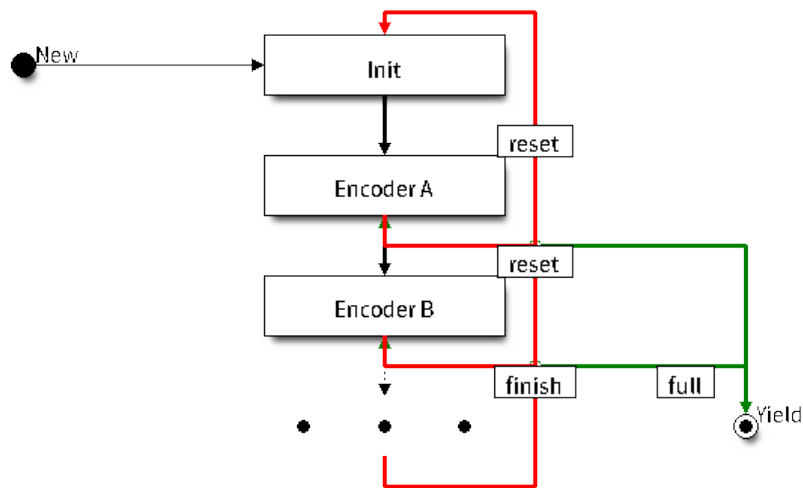 New
Init
reset
Encoder A
reset
Encoder B
finish
full
Yield